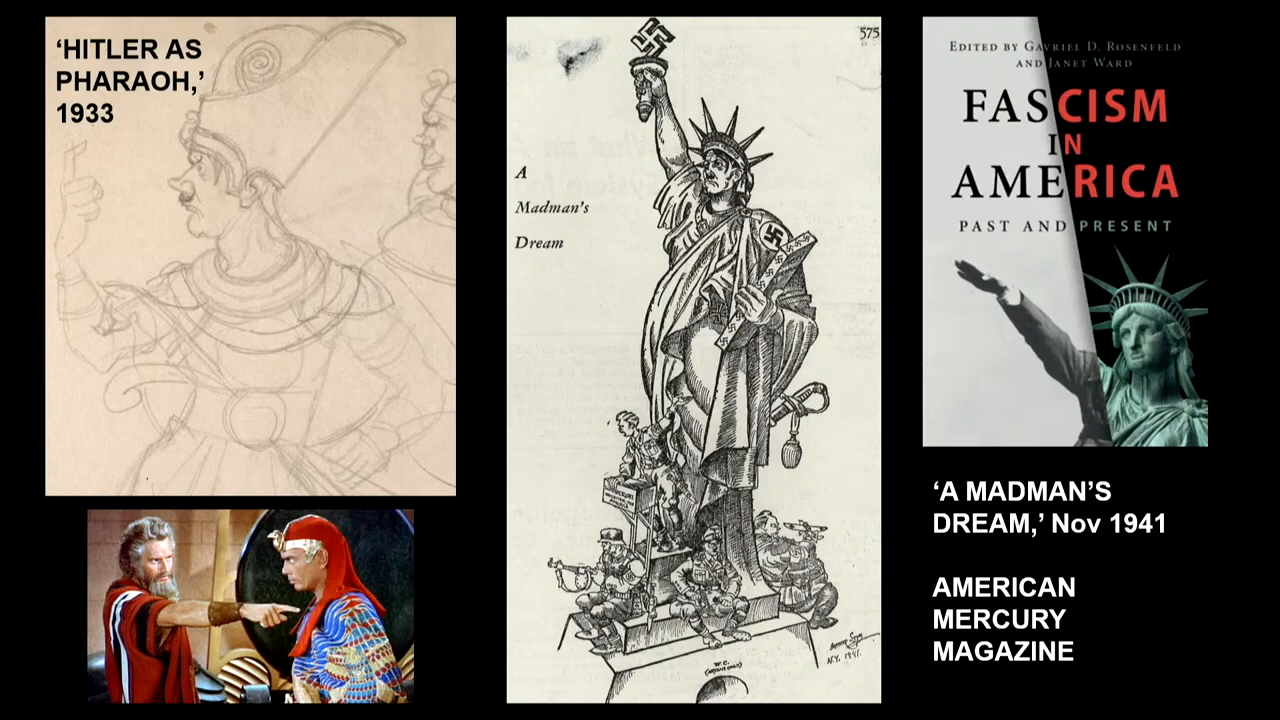 ‘HITLER AS
PHARAOH,’
1933
575
A
Madman's
Dream
N.Y. 1941.
W.C.
EDITED BY GAVRIEL D. ROSENFELD
AND JANET WARD
FASCISM
IN
AMERICA
PAST AND PRESENT
‘A MADMAN’S
DREAM,’ Nov 1941
AMERICAN
MERCURY
MAGAZINE